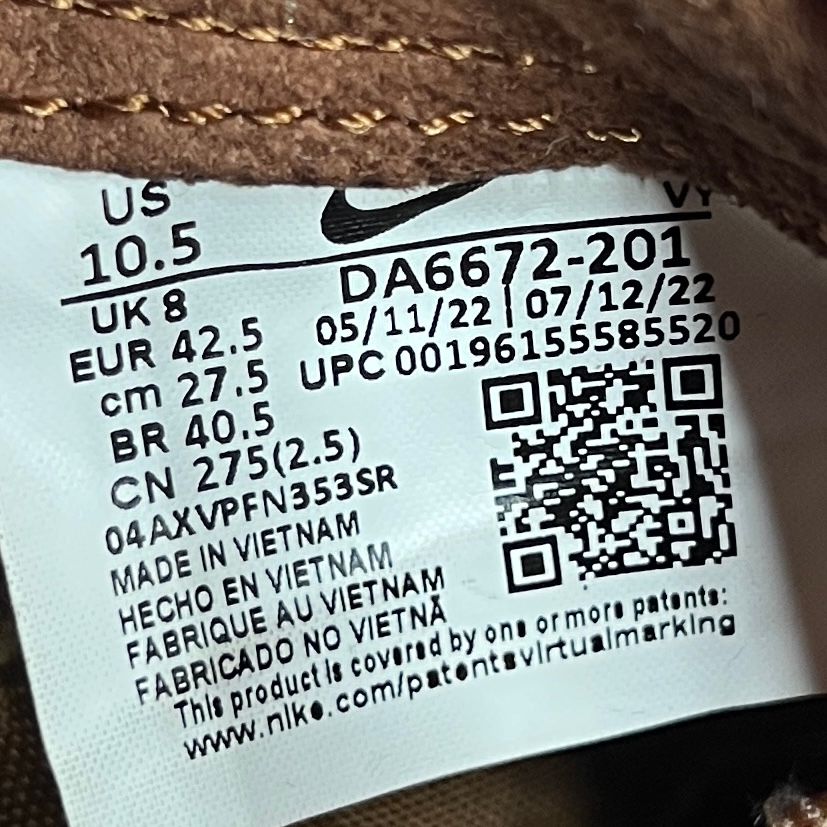 US
10.5
VY
DA6672-201
UK 8
05/11/22 | 07/12/22
EUR 42.5
UPC 00196155585520
cm 27.5
BR 40.5
CN 275(2.5)
04AXVPFN353SR
MADE IN VIETNAM
HECHO EN VIETNAM
FABRIQUE AU VIETNAM
FABRICADO NO VIETNÃ
This product is covered by one or more patents:
www.nike.com/patentsvirtualmarking